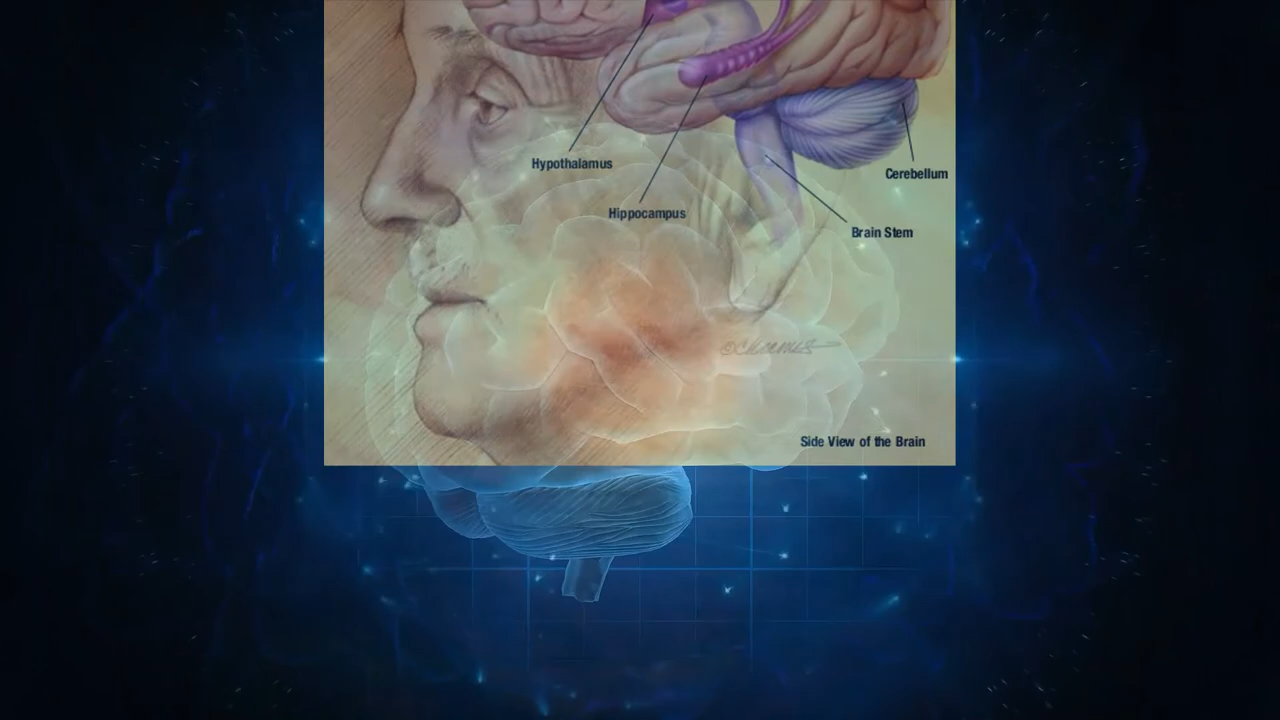 Hypothalamus
Cerebellum
Hippocampus
Brain Stem
Side View of the Brain